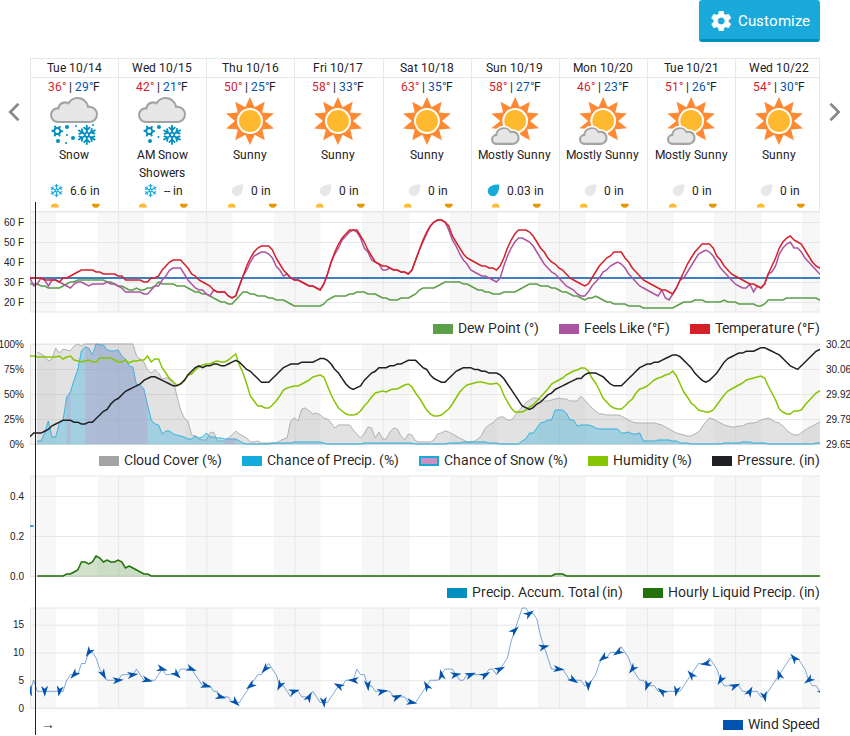 Customize
Tue 10/14 Wed 10/15 Thu 10/16 Fri 10/17 Sat 10/18 Sun 10/19 Mon 10/20 Tue 10/21 Wed 10/22
36° | 29°F 42° | 21°F 50° | 25°F 58° | 33°F 63° | 35°F 58° | 27°F 46° | 23°F 51° | 26°F 54° | 30°F
Snow AM Snow Sunny Sunny Sunny Mostly Sunny Mostly Sunny Mostly Sunny Sunny
Showers
6.6 in -- in 0 in 0 in 0 in 0.03 in 0 in 0 in 0 in
60 F
50 F
40 F
30 F
20 F
Dew Point (°) Feels Like (°F) Temperature (°F)
100% 30.20
75% 30.06
50% 29.92
25% 29.79
0% 29.65
Cloud Cover (%) Chance of Precip. (%) Chance of Snow (%) Humidity (%) Pressure. (in)
0.4
0.2
0.0
Precip. Accum. Total (in) Hourly Liquid Precip. (in)
15
10
5
0
→ Wind Speed